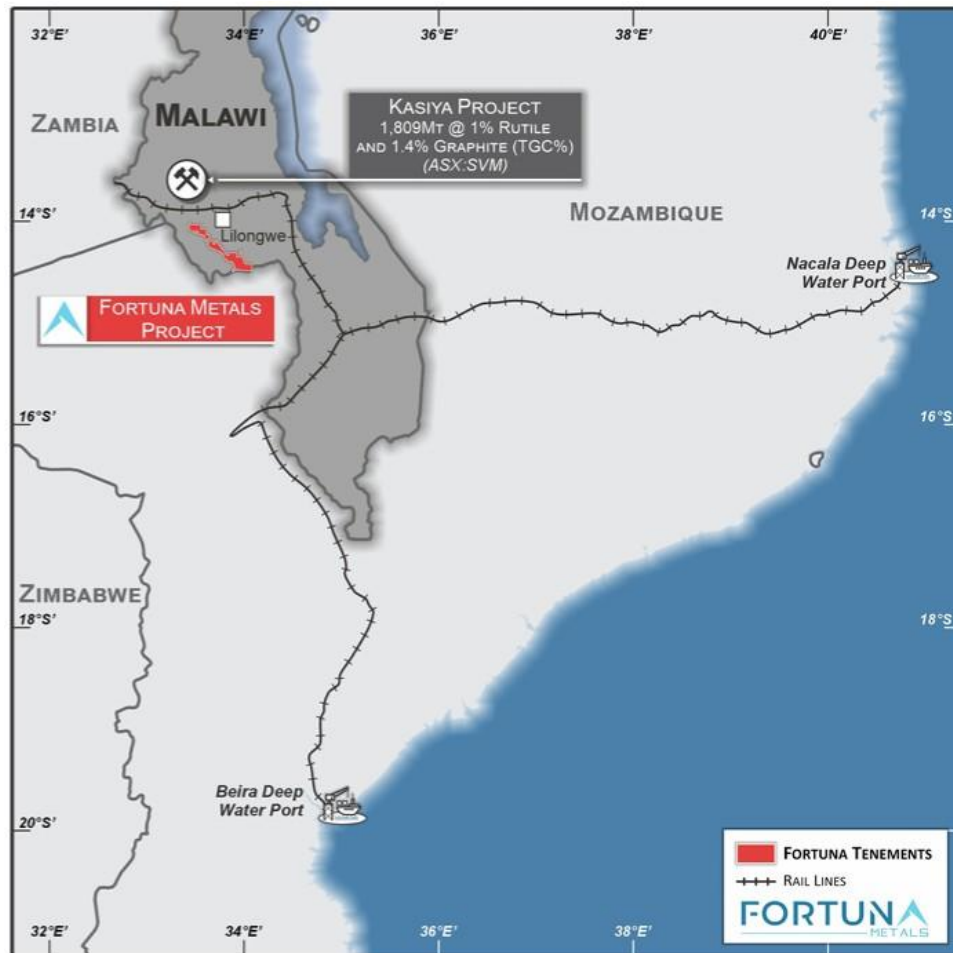 32°E'
34°E'
36°E'
38°E'
40°E'
ZAMBIA
MALAWI
KASIYA PROJECT
1,809MT @ 1% RUTILE
AND 1.4% GRAPHITE (TGC%)
(ASX:SVM)
14°S'
MOZAMBIQUE
14°S'
Lilongwe
Nacala Deep
Water Port
FORTUNA METALS
PROJECT
16°S'
16°S'
ZIMBABWE
18°S'
18°S'
Beira Deep
Water Port
20°S'
FORTUNA TENEMENTS
RAIL LINES
FORTUNA
METALS
32°E'
34°E'
36°E'
38°E'
40°E'